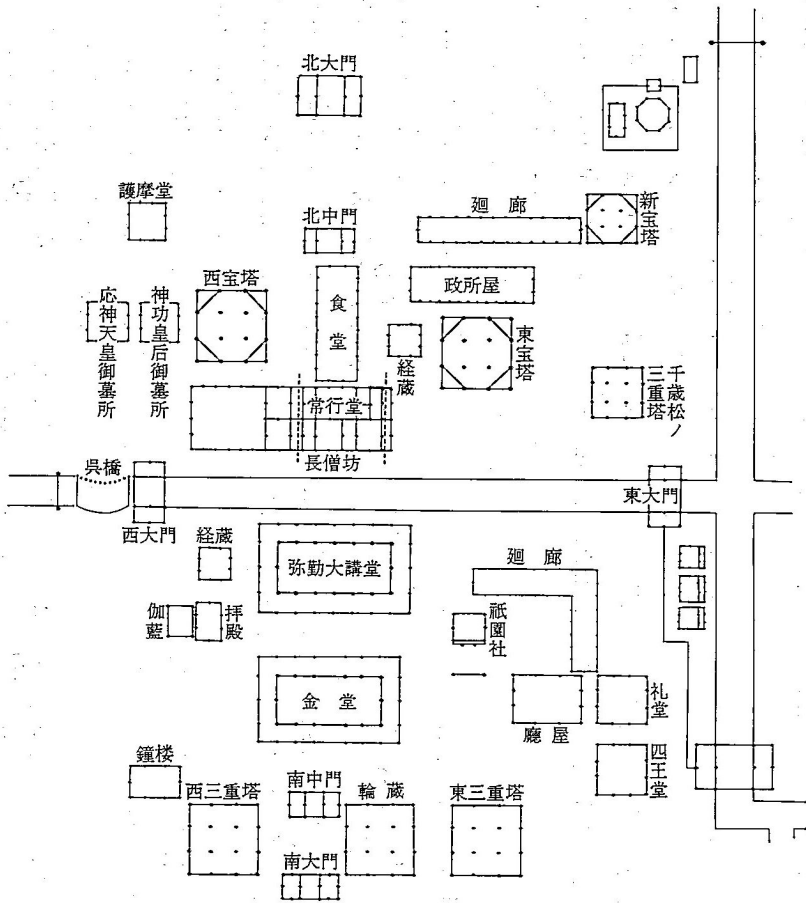 北大門
護摩堂
北中門
廻廊
新宝塔
西宝塔
食堂
政所屋
応神天皇御墓所
神功皇后御墓所
経蔵
東宝塔
千歳松ノ
三重塔
常行堂
長僧坊
呉橋
西大門
東大門
経蔵
弥勤大講堂
廻廊
伽藍
拝殿
祇園社
金堂
廳屋
礼堂
四王堂
鐘楼
西三重塔
南中門
輪蔵
東三重塔
南大門